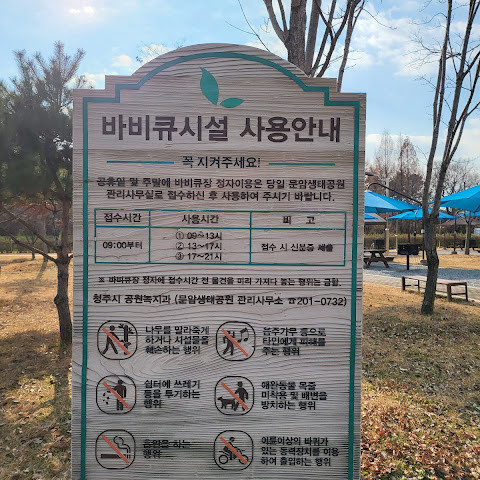 바비큐시설 사용안내
꼭 지켜주세요!
공휴일 및 주말에 바비큐장 정자이용은 당일 문암생태공원
관리사무실로 접수하신 후 사용하여 주시기 바랍니다.
접수시간 사용시간 비 고
09:00부터 ① 09~13시 접수 시 신분증 제출
② 13~17시
③ 17~21시
※ 바비큐장 정자에 접수시간 전 물건을 미리 가져다 놓는 행위는 금함.
청주시 공원녹지과 (문암생태공원 관리사무소 ☎201-0732)
나무를 말라죽게
하거나 시설물을
훼손하는 행위
음주가무 등으로
타인에게 피해를
주는 행위
쉼터에 쓰레기
등을 투기하는
행위
애완동물 목줄
미착용 및 배변을
방치하는 행위
흡연을 하는
행위
이륜이상의 바퀴가
있는 동력장치를 이용
하여 출입하는 행위